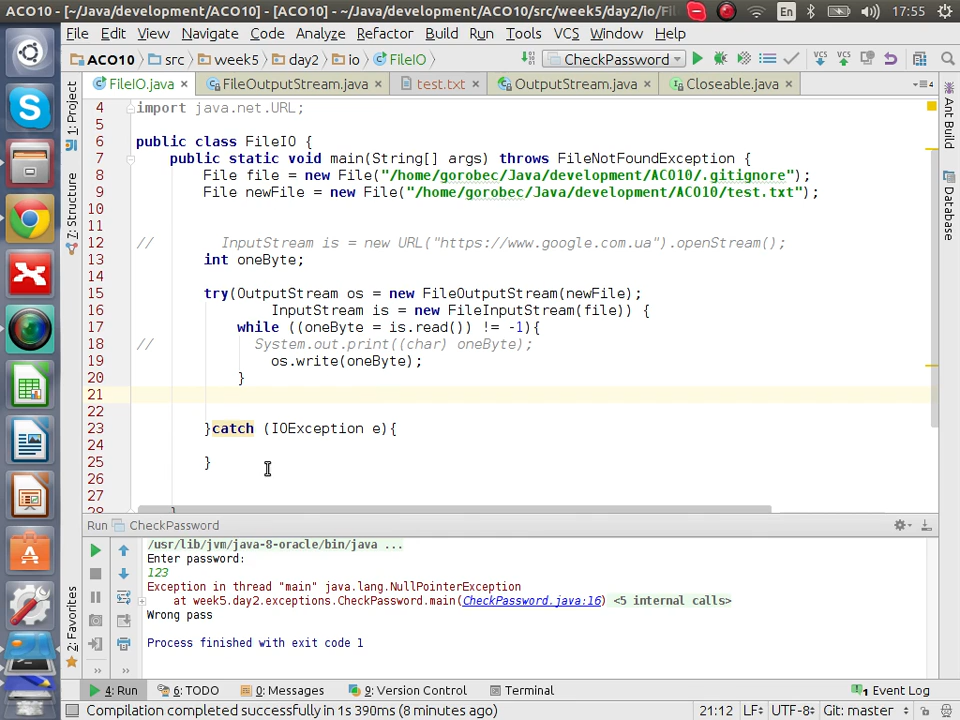 ACO10 - [~/Java/development/ACO10] - [ACO10] - ~/Java/development/ACO10/src/week5/day2/io/Fil
En
17:55
File Edit View Navigate Code Analyze Refactor Build Run Tools VCS Window Help
ACO10 src week5 day2 io FileIO CheckPassword VCS VCS
FileIO.java FileOutputStream.java test.txt OutputStream.java Closeable.java
1: Project
7: Structure
2: Favorites
Ant Build
Database
4 import java.net.URL;
5
6 public class FileIO {
7 public static void main(String[] args) throws FileNotFoundException {
8 File file = new File("/home/gorobec/Java/development/ACO10/.gitignore");
9 File newFile = new File("/home/gorobec/Java/development/ACO10/test.txt");
10
11
12 // InputStream is = new URL("https://www.google.com.ua").openStream();
13 int oneByte;
14
15 try(OutputStream os = new FileOutputStream(newFile);
16 InputStream is = new FileInputStream(file)) {
17 while ((oneByte = is.read()) != -1){
18 // System.out.print((char) oneByte);
19 os.write(oneByte);
20 }
21
22
23 }catch (IOException e){
24
25 }
26
27
28 }
Run CheckPassword
/usr/lib/jvm/java-8-oracle/bin/java ...
Enter password:
123
Exception in thread "main" java.lang.NullPointerException
at week5.day2.exceptions.CheckPassword.main(CheckPassword.java:16) <5 internal calls>
Wrong pass
Process finished with exit code 1
4: Run 6: TODO 0: Messages 9: Version Control Terminal 1 Event Log
Compilation completed successfully in 1s 390ms (8 minutes ago) 21:12 LF UTF-8 Git: master